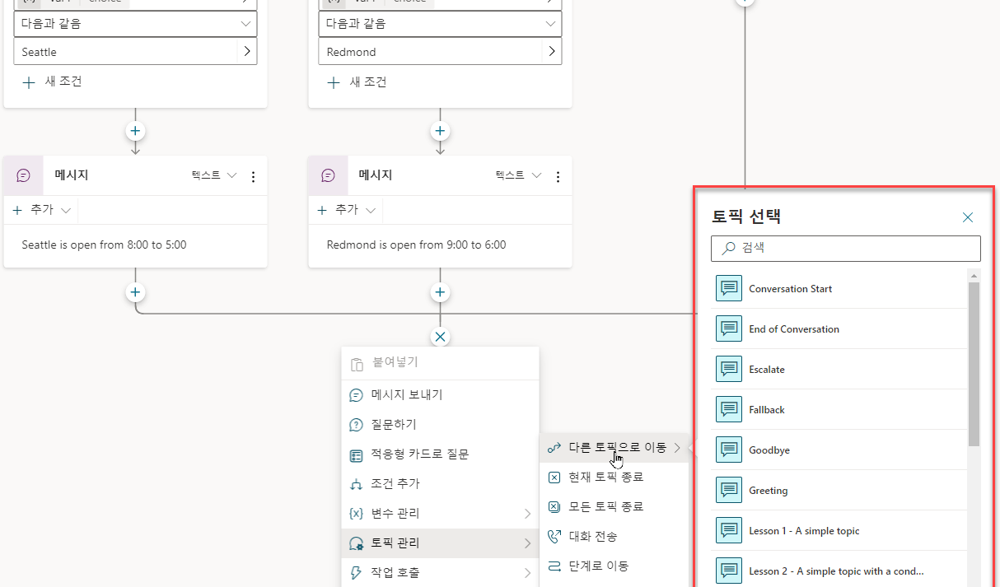 다음과 같음
Seattle
새 조건
다음과 같음
Redmond
새 조건
메시지
텍스트
추가
Seattle is open from 8:00 to 5:00
메시지
텍스트
추가
Redmond is open from 9:00 to 6:00
붙여넣기
메시지 보내기
질문하기
적응형 카드로 질문
조건 추가
{x} 변수 관리
토픽 관리
작업 호출
다른 토픽으로 이동
현재 토픽 종료
모든 토픽 종료
대화 전송
단계로 이동
토픽 선택
검색
Conversation Start
End of Conversation
Escalate
Fallback
Goodbye
Greeting
Lesson 1 - A simple topic
Lesson 2 - A simple topic with a cond...